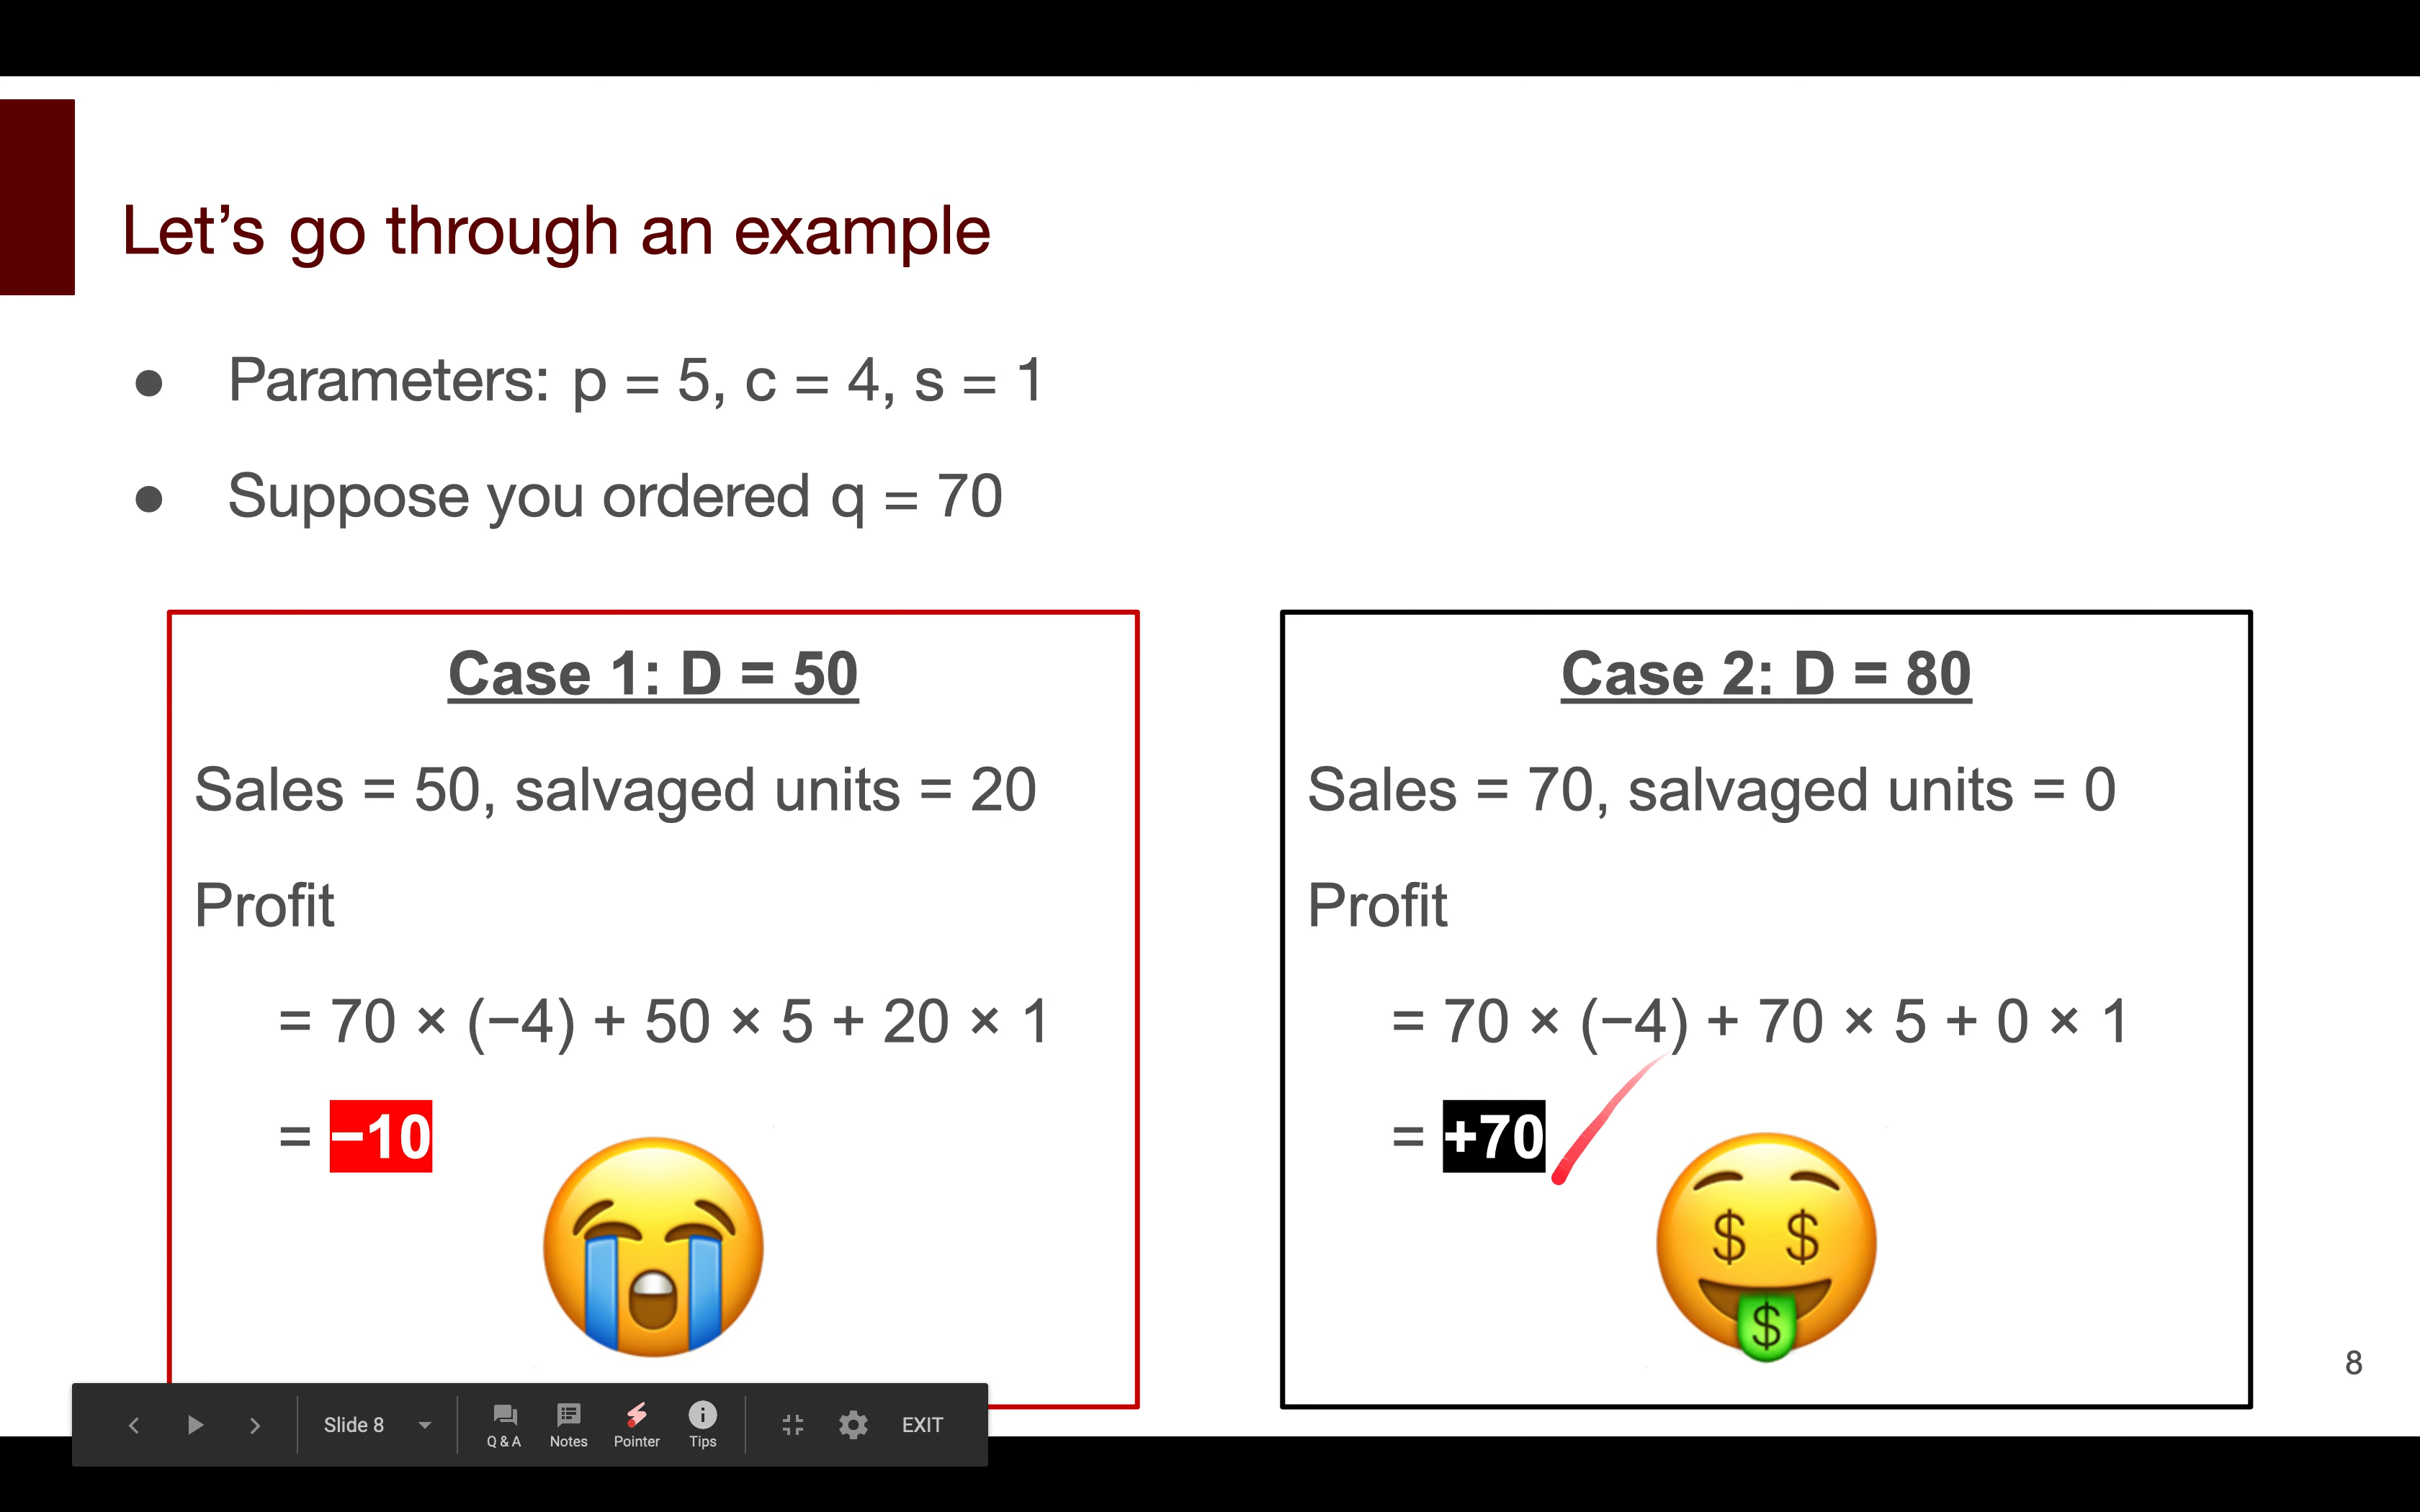 Let’s go through an example
● Parameters: p = 5, c = 4, s = 1
● Suppose you ordered q = 70
Case 1: D = 50
Sales = 50, salvaged units = 20
Profit
= 70 × (−4) + 50 × 5 + 20 × 1
= −10
Case 2: D = 80
Sales = 70, salvaged units = 0
Profit
= 70 × (−4) + 70 × 5 + 0 × 1
= +70
$ $
$
8
Slide 8
Q & A
Notes
Pointer
Tips
EXIT